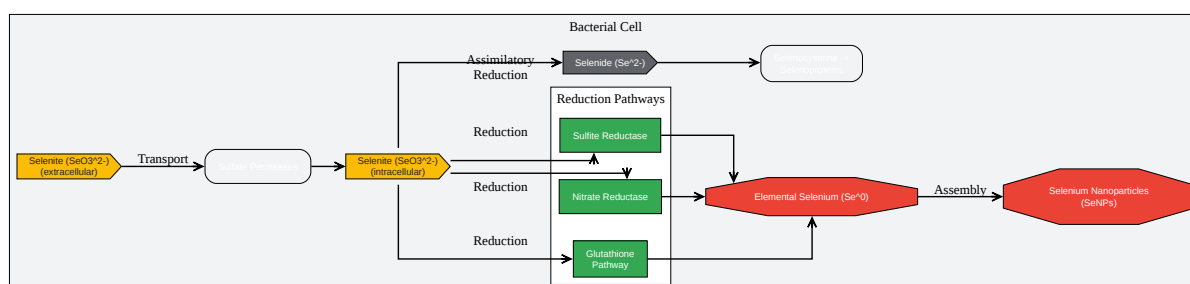 Bacterial Cell
Assimilatory
Reduction
Selenide (Se^2-)
Reduction Pathways
Reduction
Sulfite Reductase
Selenite (SeO3^2-)
(extracellular)
Transport
Selenite (SeO3^2-)
(intracellular)
Reduction
Nitrate Reductase
Elemental Selenium (Se^0)
Assembly
Selenium Nanoparticles
(SeNPs)
Reduction
Glutathione
Pathway